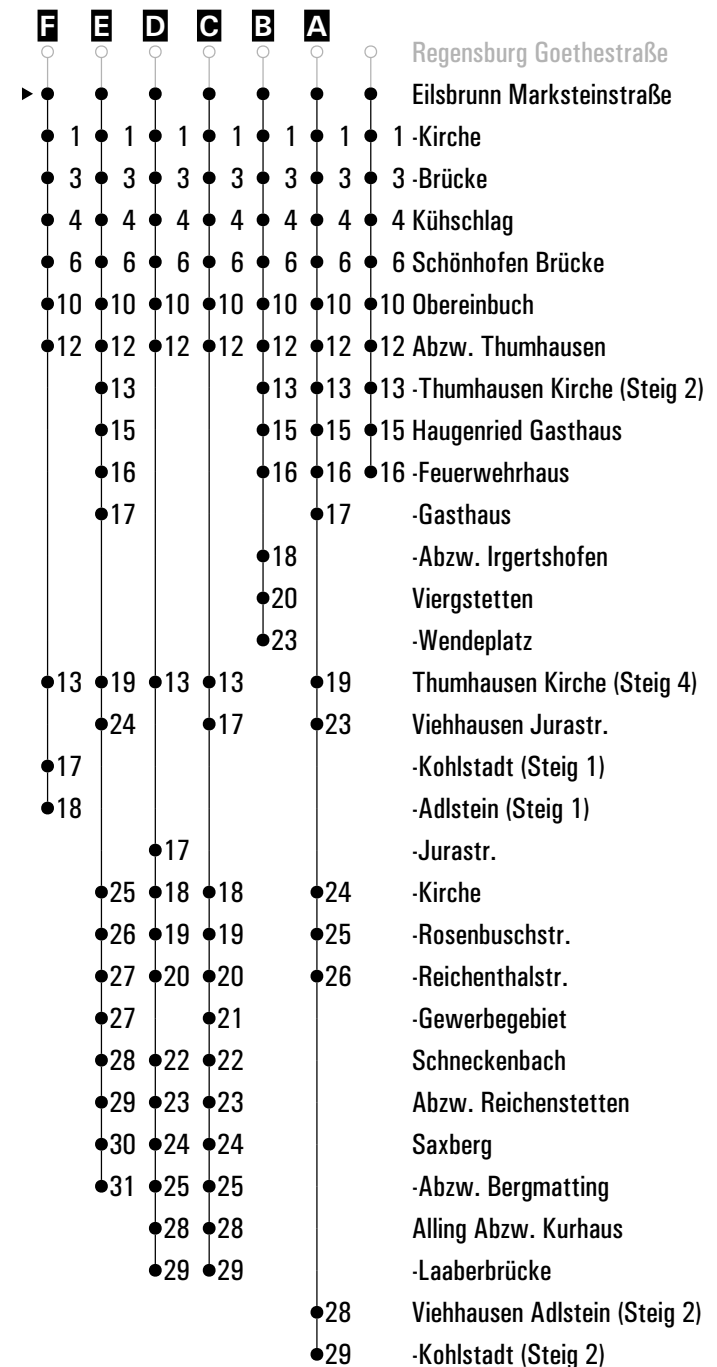 F E D C B A
Regensburg Goethestraße
Eilsbrunn Marksteinstraße
1 1 1 1 1 1 1 -Kirche
3 3 3 3 3 3 3 -Brücke
4 4 4 4 4 4 4 Kühschlag
6 6 6 6 6 6 6 Schönhofen Brücke
10 10 10 10 10 10 10 Obereinbuch
12 12 12 12 12 12 12 Abzw. Thumhausen
13 13 13 13 -Thumhausen Kirche (Steig 2)
15 15 15 15 Haugenried Gasthaus
16 16 16 16 -Feuerwehrhaus
17 17 -Gasthaus
18 -Abzw. Irgertshofen
20 Viergstetten
23 -Wendeplatz
13 19 13 13 19 Thumhausen Kirche (Steig 4)
24 17 23 Viehhausen Jurastr.
17 -Kohlstadt (Steig 1)
18 -Adlstein (Steig 1)
17 -Jurastr.
25 18 18 24 -Kirche
26 19 19 25 -Rosenbuschstr.
27 20 20 26 -Reichenthalstr.
27 21 -Gewerbegebiet
28 22 22 Schneckenbach
29 23 23 Abzw. Reichenstetten
30 24 24 Saxberg
31 25 25 -Abzw. Bergmatting
28 28 Alling Abzw. Kurhaus
29 29 -Laaberbrücke
28 Viehhausen Adlstein (Steig 2)
29 -Kohlstadt (Steig 2)